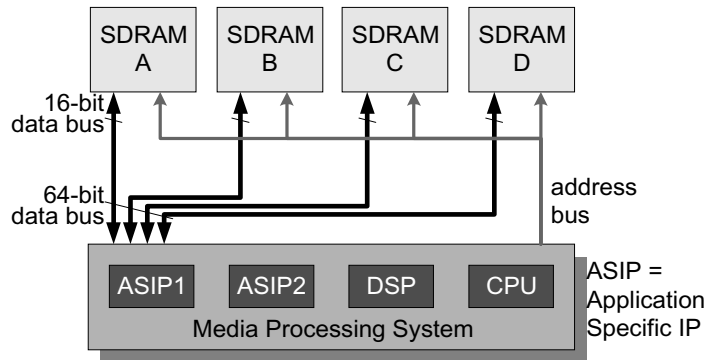 SDRAM
A
SDRAM
B
SDRAM
C
SDRAM
D
16-bit
data bus
64-bit
data bus
address
bus
ASIP1
ASIP2
DSP
CPU
Media Processing System
ASIP =
Application
Specific IP